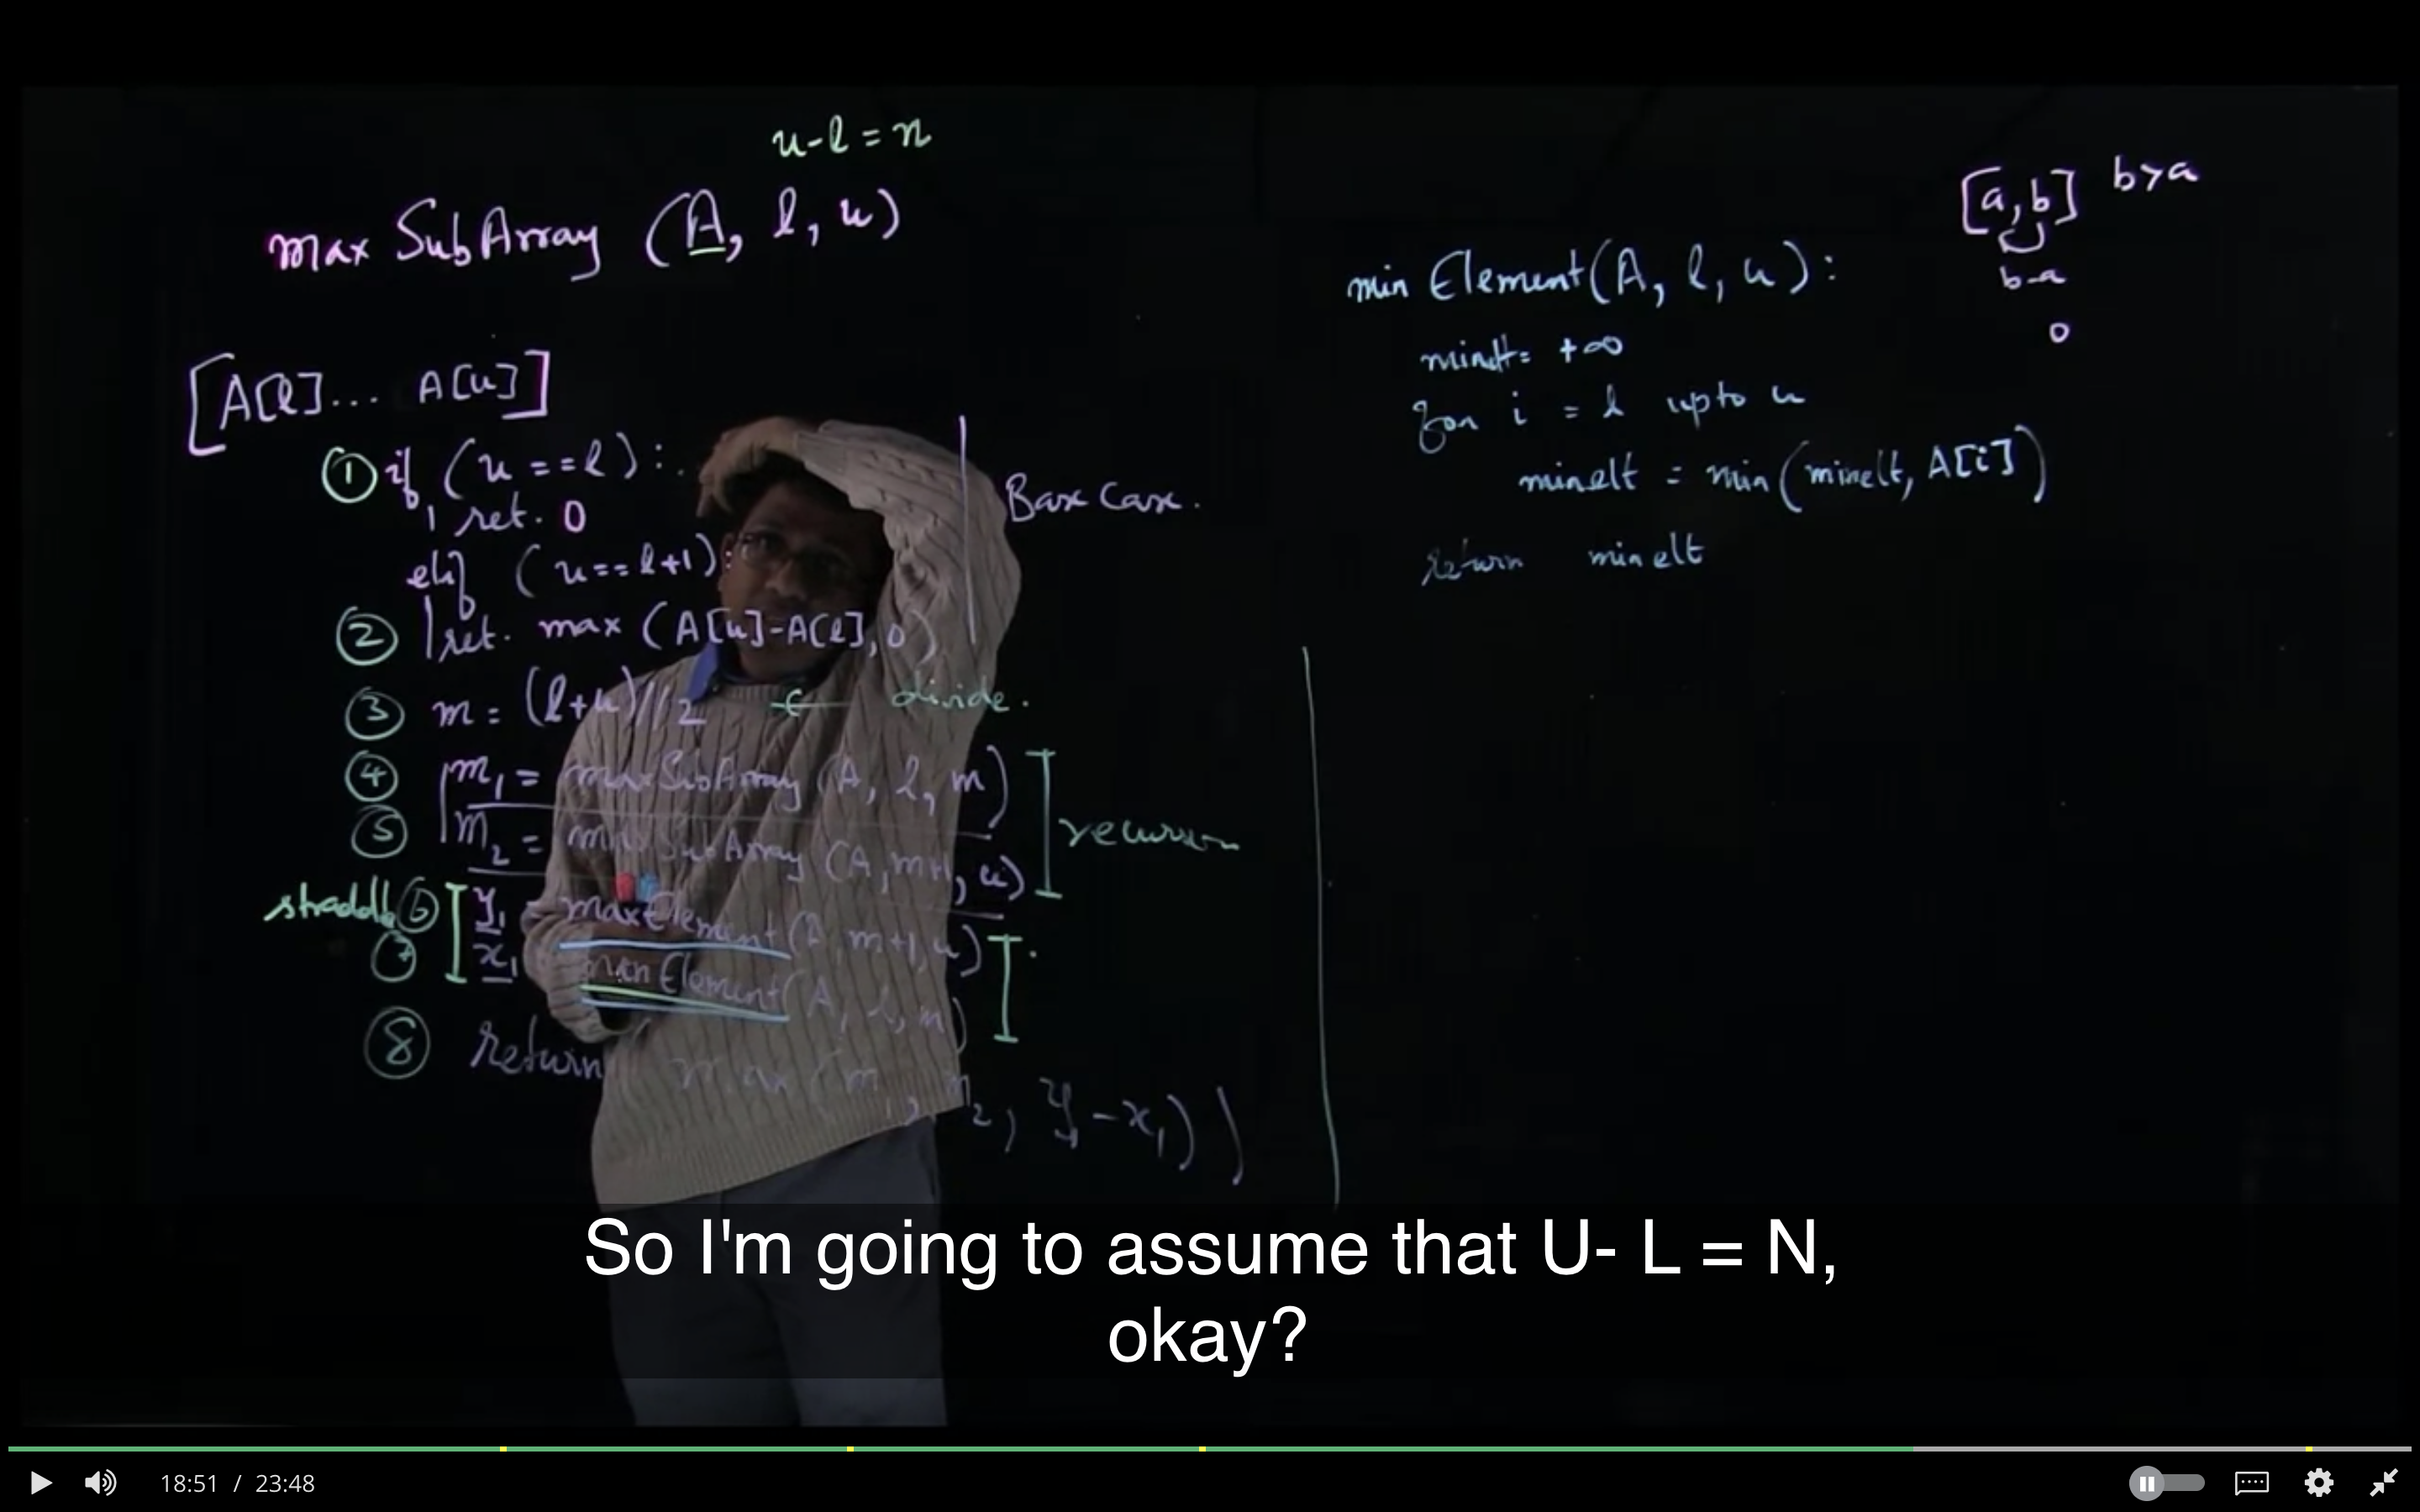 u-l = n
max SubArray (A, l, u)
[A[l]... A[u]]
① if (u == l) :
ret. 0
elif (u == l+1) :
② ret. max (A[u]-A[l], 0)
Base Case.
③ m = (l+u)//2 ← divide.
④ m₁ = maxSubArray (A, l, m)
⑤ m₂ = maxSubArray (A, m+1, u)
recursion
straddle ⑥ y₁ = maxElement (A, m+1, u)
⑦ x₁ minElement (A, l, m)
⑧ return max (m₁, m₂, y₁-x₁))
[a,b] b>a
b-a
0
min Element (A, l, u) :
minelt = +∞
for i = l upto u
minelt = min (minelt, A[i])
return minelt
So I'm going to assume that U- L = N,
okay?
18:51 / 23:48